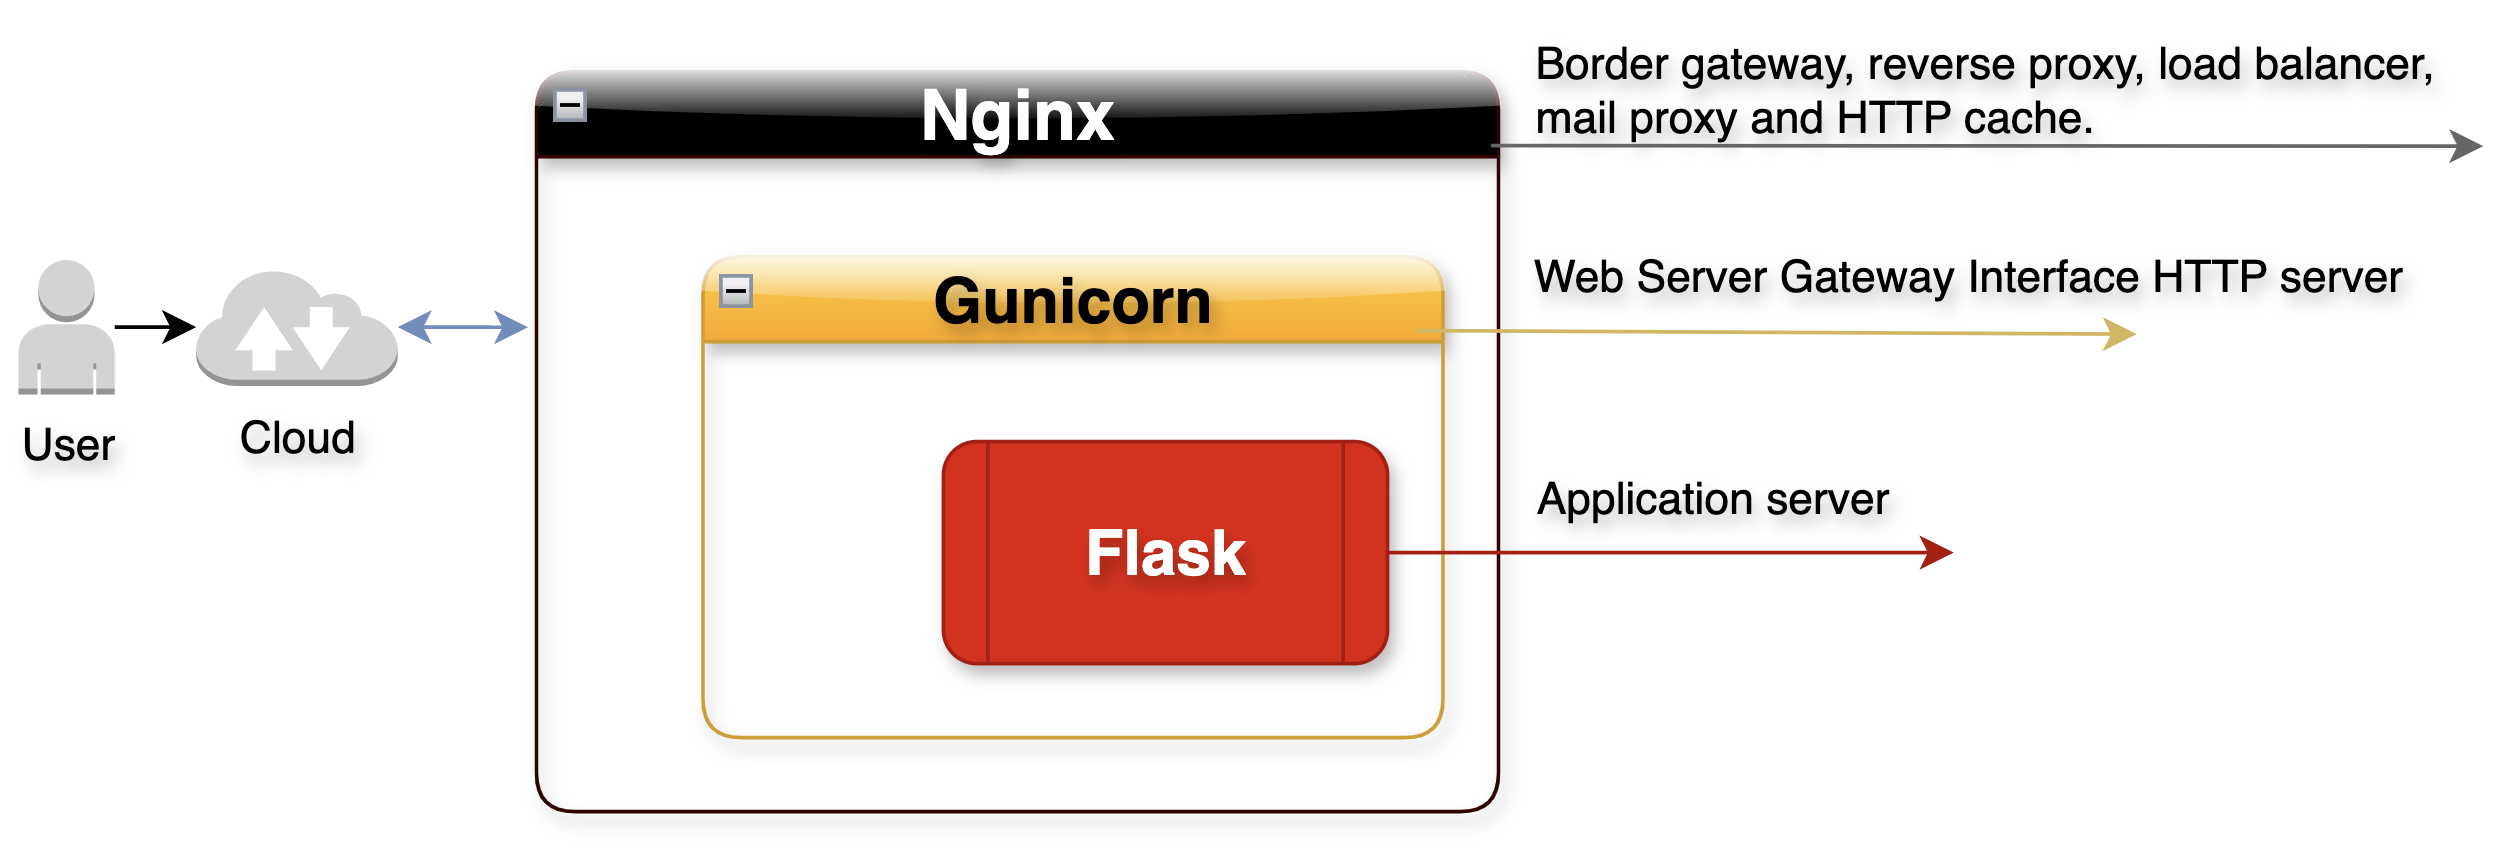 Border gateway, reverse proxy, load balancer,
mail proxy and HTTP cache.
Nginx
Gunicorn
Web Server Gateway Interface HTTP server
User
Cloud
Application server
Flask